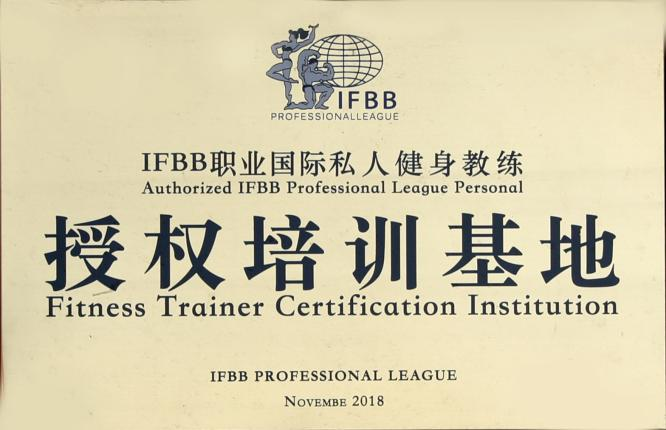 IFBB
PROFESSIONALLEAGUE
IFBB职业国际私人健身教练
Authorized IFBB Professional League Personal
授权培训基地
Fitness Trainer Certification Institution
IFBB PROFESSIONAL LEAGUE
NOVEMBE 2018